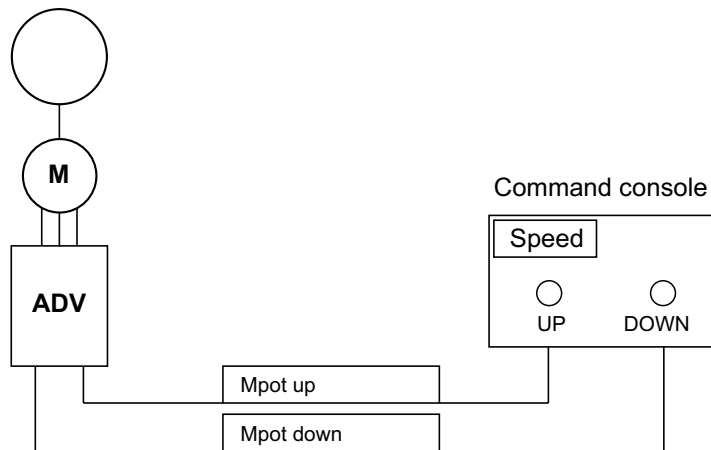 M
Command console
Speed
ADV
UP DOWN
Mpot up
Mpot down